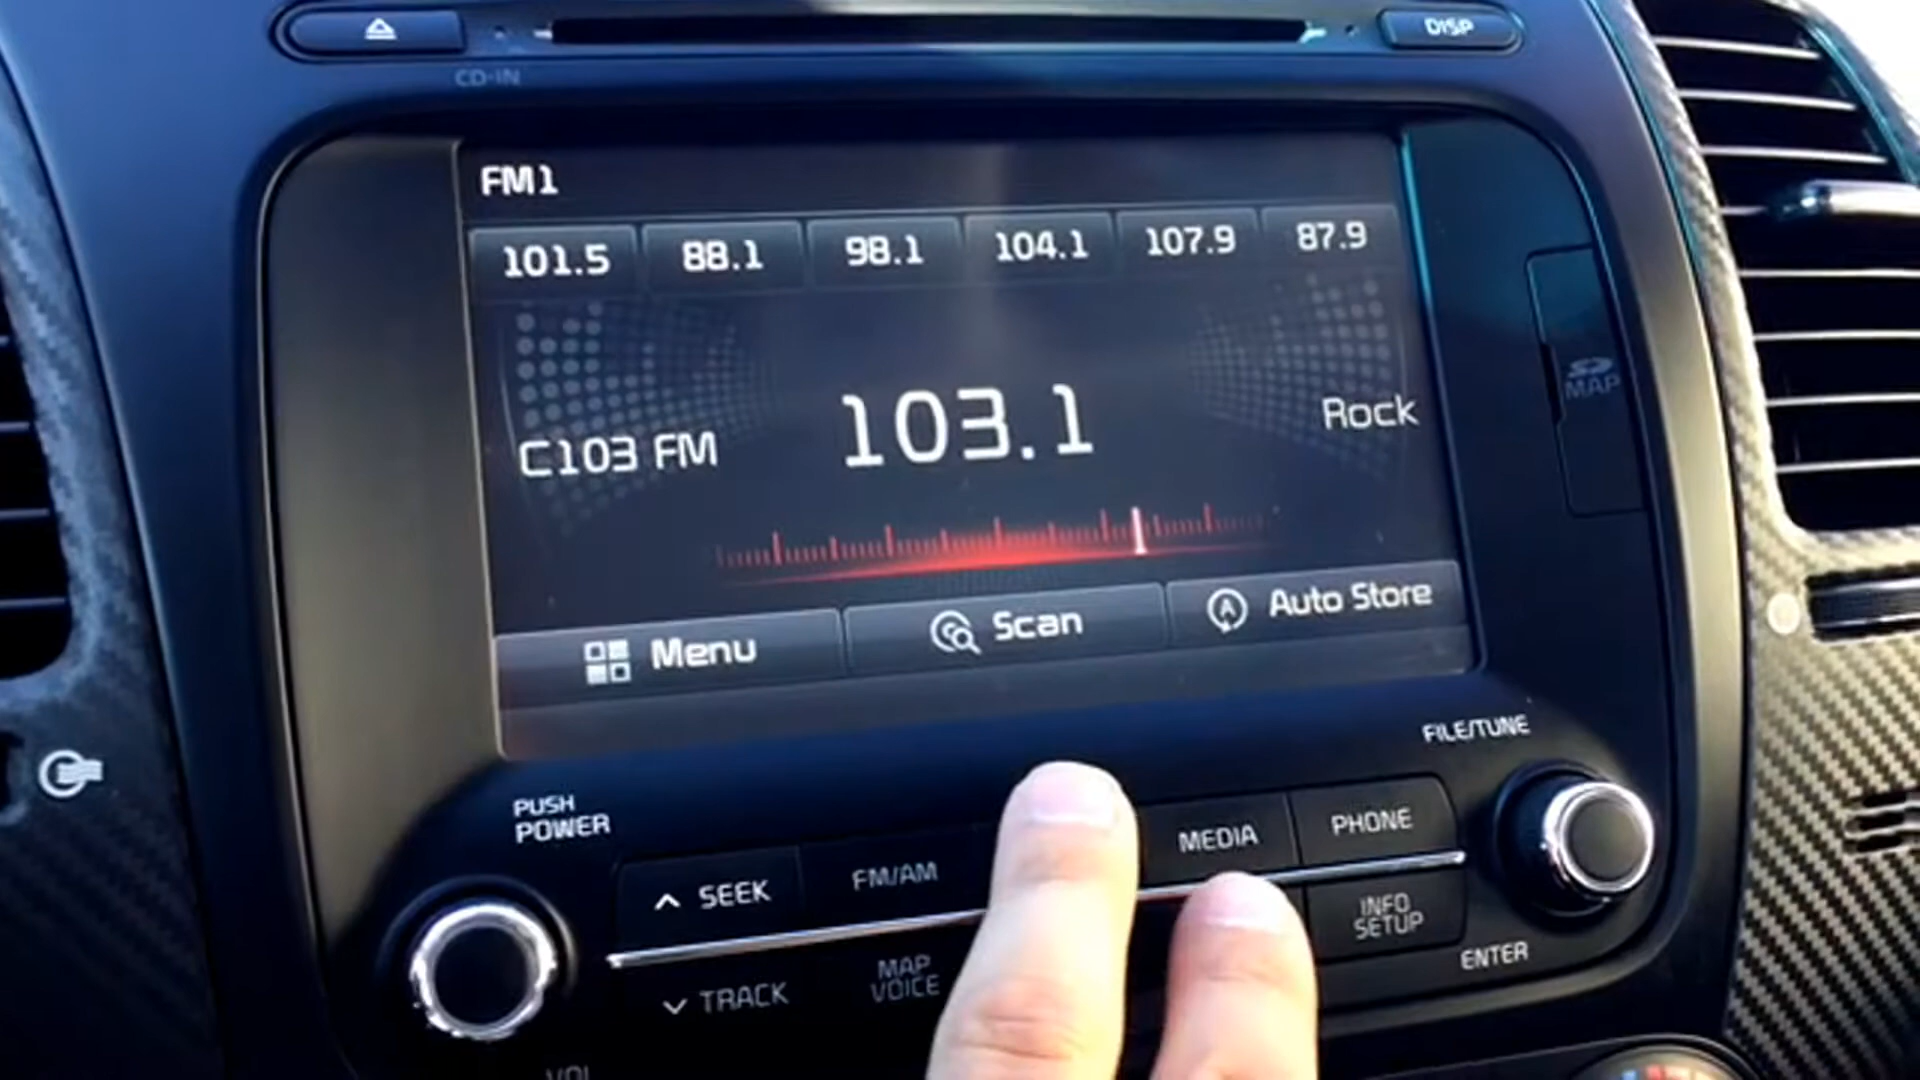 DISP
CD-IN
FM1
101.5 88.1 98.1 104.1 107.9 87.9
C103 FM 103.1 Rock
MAP
Menu Scan Auto Store
FILE/TUNE
PUSH
POWER
SEEK FM/AM MEDIA PHONE
TRACK MAP
VOICE
INFO
SETUP
ENTER
VOL